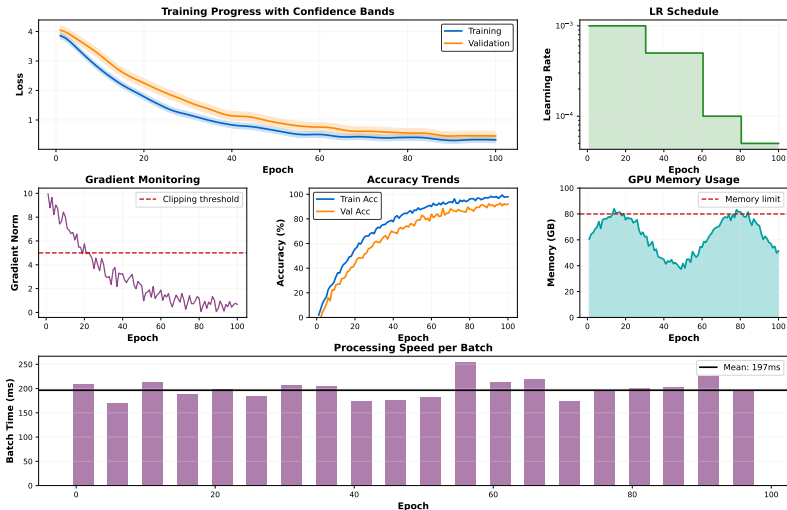 Training Progress with Confidence Bands
Loss
4
3
2
1
Training
Validation
0
20
40
60
80
100
Epoch
LR Schedule
Learning Rate
10⁻³
10⁻⁴
0
20
40
60
80
100
Epoch
Gradient Monitoring
Gradient Norm
10
8
6
4
2
0
Clipping threshold
0
20
40
60
80
100
Epoch
Accuracy Trends
Accuracy (%)
100
80
60
40
20
0
Train Acc
Val Acc
0
20
40
60
80
100
Epoch
GPU Memory Usage
Memory (GB)
100
80
60
40
20
0
Memory limit
0
20
40
60
80
100
Epoch
Processing Speed per Batch
Batch Time (ms)
250
200
150
100
50
0
Mean: 197ms
0
20
40
60
80
100
Epoch